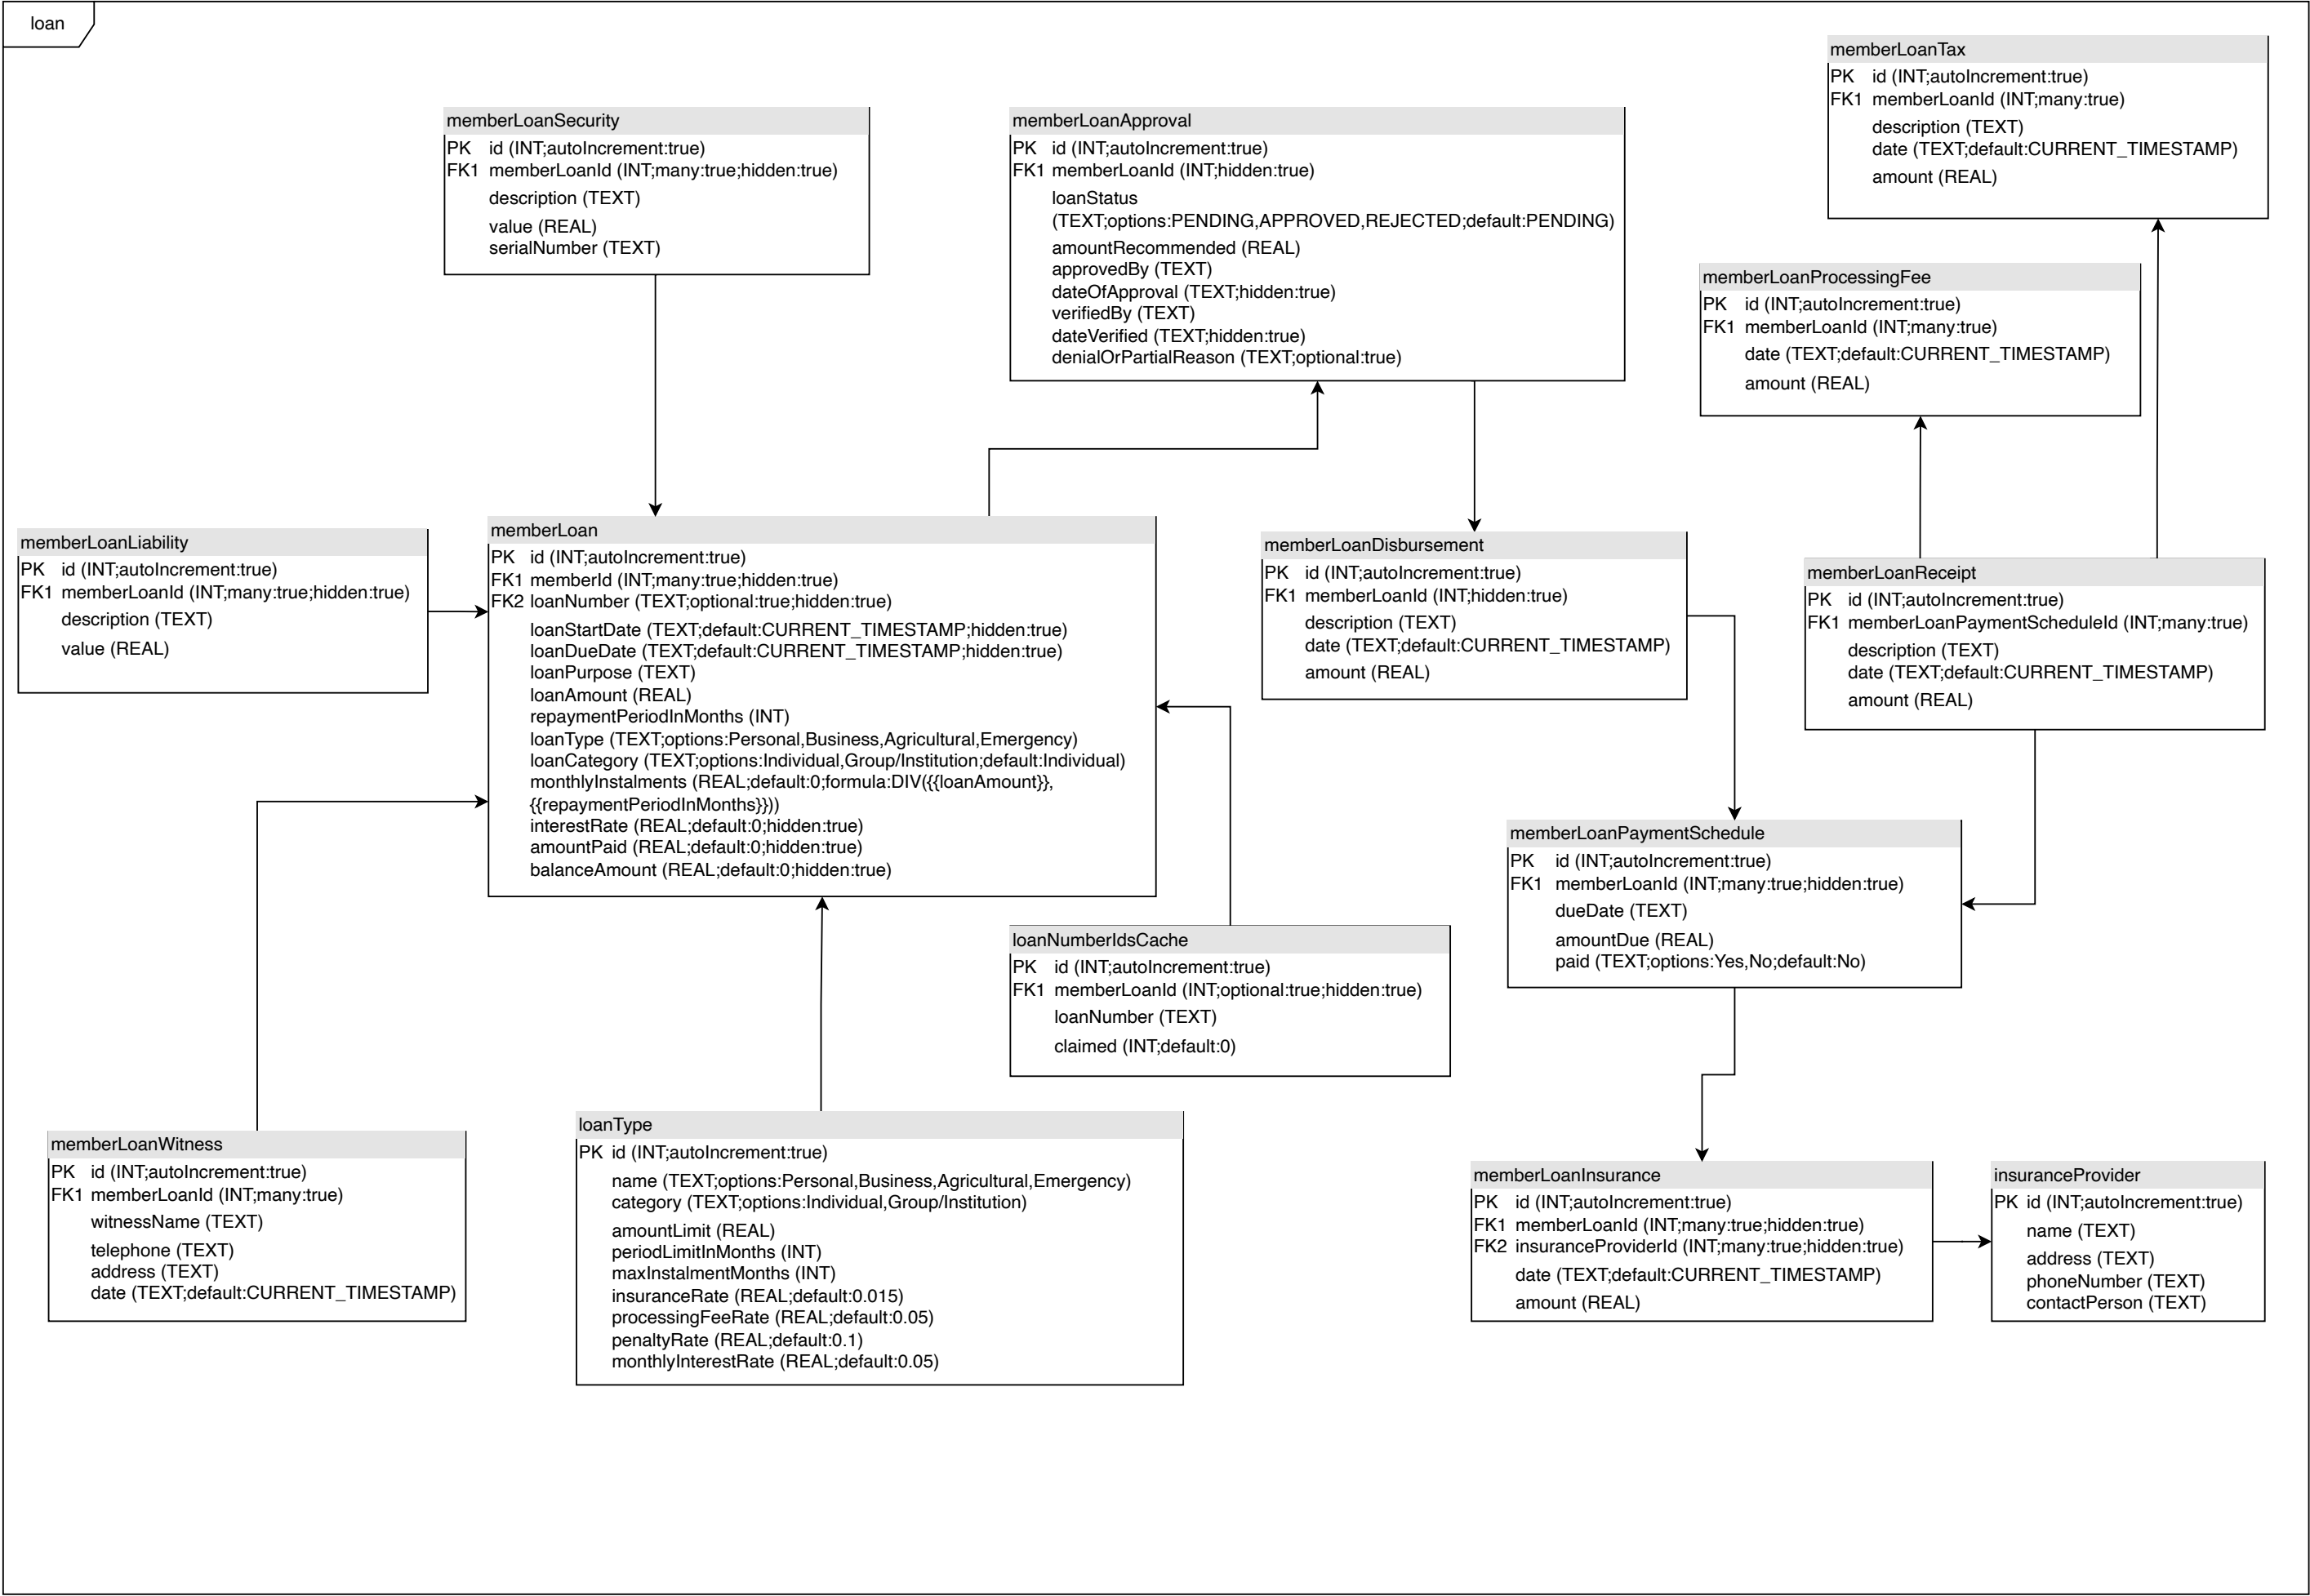 loan
memberLoanTax
PK id (INT;autoIncrement:true)
FK1 memberLoanId (INT;many:true)
description (TEXT)
date (TEXT;default:CURRENT_TIMESTAMP)
amount (REAL)
memberLoanSecurity
PK id (INT;autoIncrement:true)
FK1 memberLoanId (INT;many:true;hidden:true)
description (TEXT)
value (REAL)
serialNumber (TEXT)
memberLoanApproval
PK id (INT;autoIncrement:true)
FK1 memberLoanId (INT;hidden:true)
loanStatus
(TEXT;options:PENDING,APPROVED,REJECTED;default:PENDING)
amountRecommended (REAL)
approvedBy (TEXT)
dateOfApproval (TEXT;hidden:true)
verifiedBy (TEXT)
dateVerified (TEXT;hidden:true)
denialOrPartialReason (TEXT;optional:true)
memberLoanProcessingFee
PK id (INT;autoIncrement:true)
FK1 memberLoanId (INT;many:true)
date (TEXT;default:CURRENT_TIMESTAMP)
amount (REAL)
memberLoanLiability
PK id (INT;autoIncrement:true)
FK1 memberLoanId (INT;many:true;hidden:true)
description (TEXT)
value (REAL)
memberLoan
PK id (INT;autoIncrement:true)
FK1 memberId (INT;many:true;hidden:true)
FK2 loanNumber (TEXT;optional:true;hidden:true)
loanStartDate (TEXT;default:CURRENT_TIMESTAMP;hidden:true)
loanDueDate (TEXT;default:CURRENT_TIMESTAMP;hidden:true)
loanPurpose (TEXT)
loanAmount (REAL)
repaymentPeriodInMonths (INT)
loanType (TEXT;options:Personal,Business,Agricultural,Emergency)
loanCategory (TEXT;options:Individual,Group/Institution;default:Individual)
monthlyInstalments (REAL;default:0;formula:DIV({{loanAmount}},
{{repaymentPeriodInMonths}}))
interestRate (REAL;default:0;hidden:true)
amountPaid (REAL;default:0;hidden:true)
balanceAmount (REAL;default:0;hidden:true)
memberLoanDisbursement
PK id (INT;autoIncrement:true)
FK1 memberLoanId (INT;hidden:true)
description (TEXT)
date (TEXT;default:CURRENT_TIMESTAMP)
amount (REAL)
memberLoanReceipt
PK id (INT;autoIncrement:true)
FK1 memberLoanPaymentScheduleId (INT;many:true)
description (TEXT)
date (TEXT;default:CURRENT_TIMESTAMP)
amount (REAL)
memberLoanPaymentSchedule
PK id (INT;autoIncrement:true)
FK1 memberLoanId (INT;many:true;hidden:true)
dueDate (TEXT)
amountDue (REAL)
paid (TEXT;options:Yes,No;default:No)
loanNumberIdsCache
PK id (INT;autoIncrement:true)
FK1 memberLoanId (INT;optional:true;hidden:true)
loanNumber (TEXT)
claimed (INT;default:0)
memberLoanWitness
PK id (INT;autoIncrement:true)
FK1 memberLoanId (INT;many:true)
witnessName (TEXT)
telephone (TEXT)
address (TEXT)
date (TEXT;default:CURRENT_TIMESTAMP)
loanType
PK id (INT;autoIncrement:true)
name (TEXT;options:Personal,Business,Agricultural,Emergency)
category (TEXT;options:Individual,Group/Institution)
amountLimit (REAL)
periodLimitInMonths (INT)
maxInstalmentMonths (INT)
insuranceRate (REAL;default:0.015)
processingFeeRate (REAL;default:0.05)
penaltyRate (REAL;default:0.1)
monthlyInterestRate (REAL;default:0.05)
memberLoanInsurance
PK id (INT;autoIncrement:true)
FK1 memberLoanId (INT;many:true;hidden:true)
FK2 insuranceProviderId (INT;many:true;hidden:true)
date (TEXT;default:CURRENT_TIMESTAMP)
amount (REAL)
insuranceProvider
PK id (INT;autoIncrement:true)
name (TEXT)
address (TEXT)
phoneNumber (TEXT)
contactPerson (TEXT)